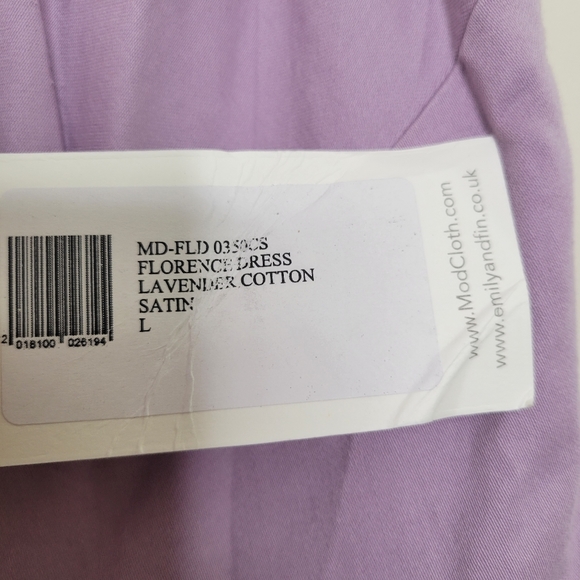 MD-FLD 0350CS
FLORENCE DRESS
LAVENDER COTTON
SATIN
L
2 018100 026194
www.ModCloth.com
www.emilyandfin.co.uk